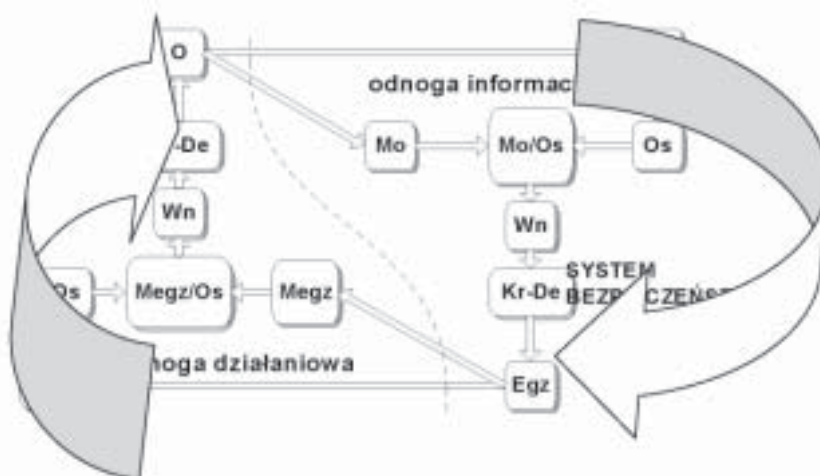 O
odnoga informac
-De
Mo
Mo/Os
Os
Wn
Wn
Os
Megz/Os
Megz
Kr-De
SYSTEM
BEZP CZEŃST
noga działaniowa
Egz